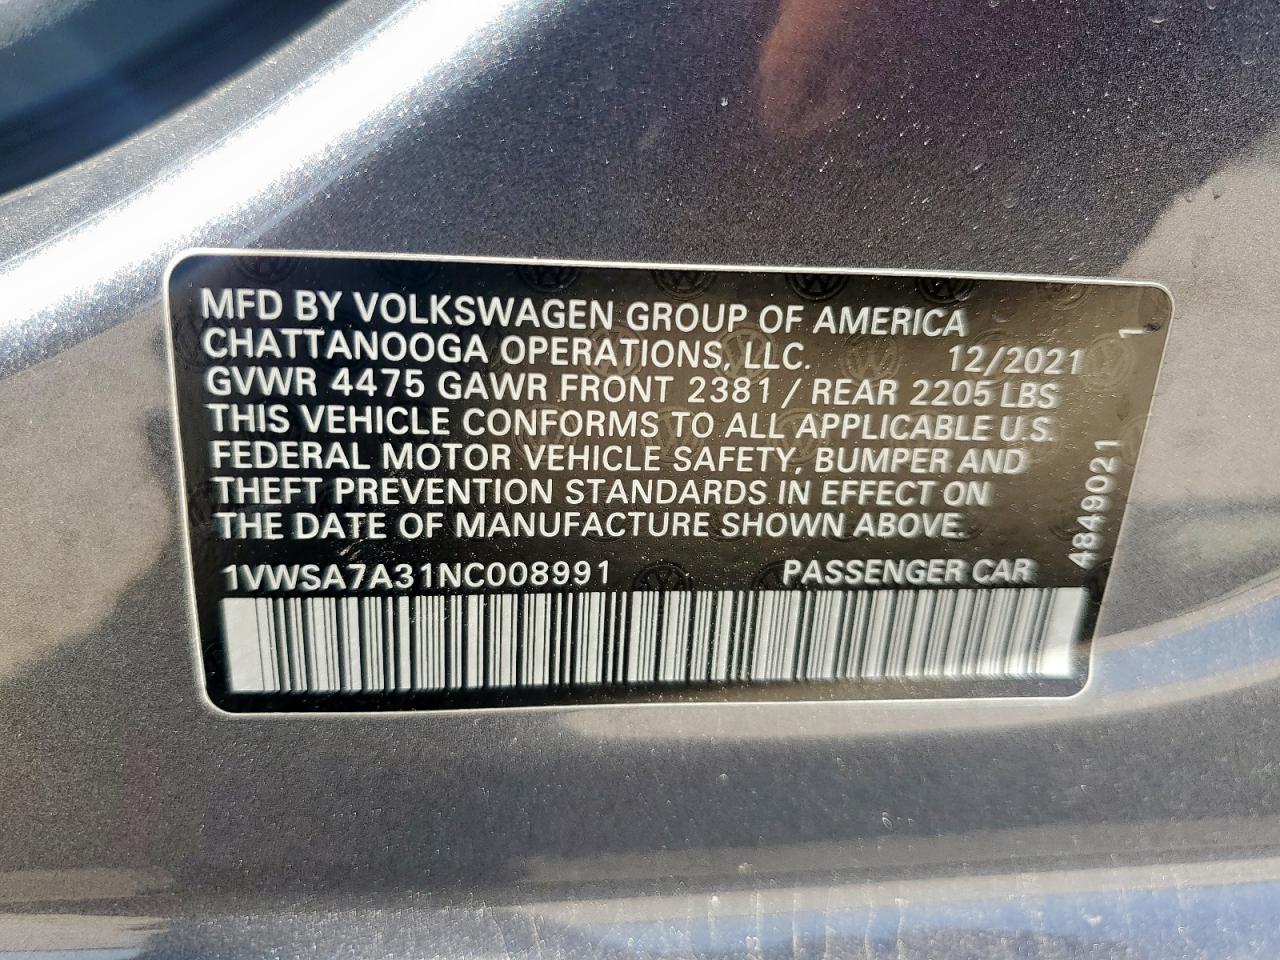 MFD BY VOLKSWAGEN GROUP OF AMERICA
CHATTANOOGA OPERATIONS, LLC. 12/2021 1
GVWR 4475 GAWR FRONT 2381 / REAR 2205 LBS
THIS VEHICLE CONFORMS TO ALL APPLICABLE U.S.
FEDERAL MOTOR VEHICLE SAFETY, BUMPER AND
THEFT PREVENTION STANDARDS IN EFFECT ON
THE DATE OF MANUFACTURE SHOWN ABOVE.
1VWSA7A31NC008991 PASSENGER CAR
4849021